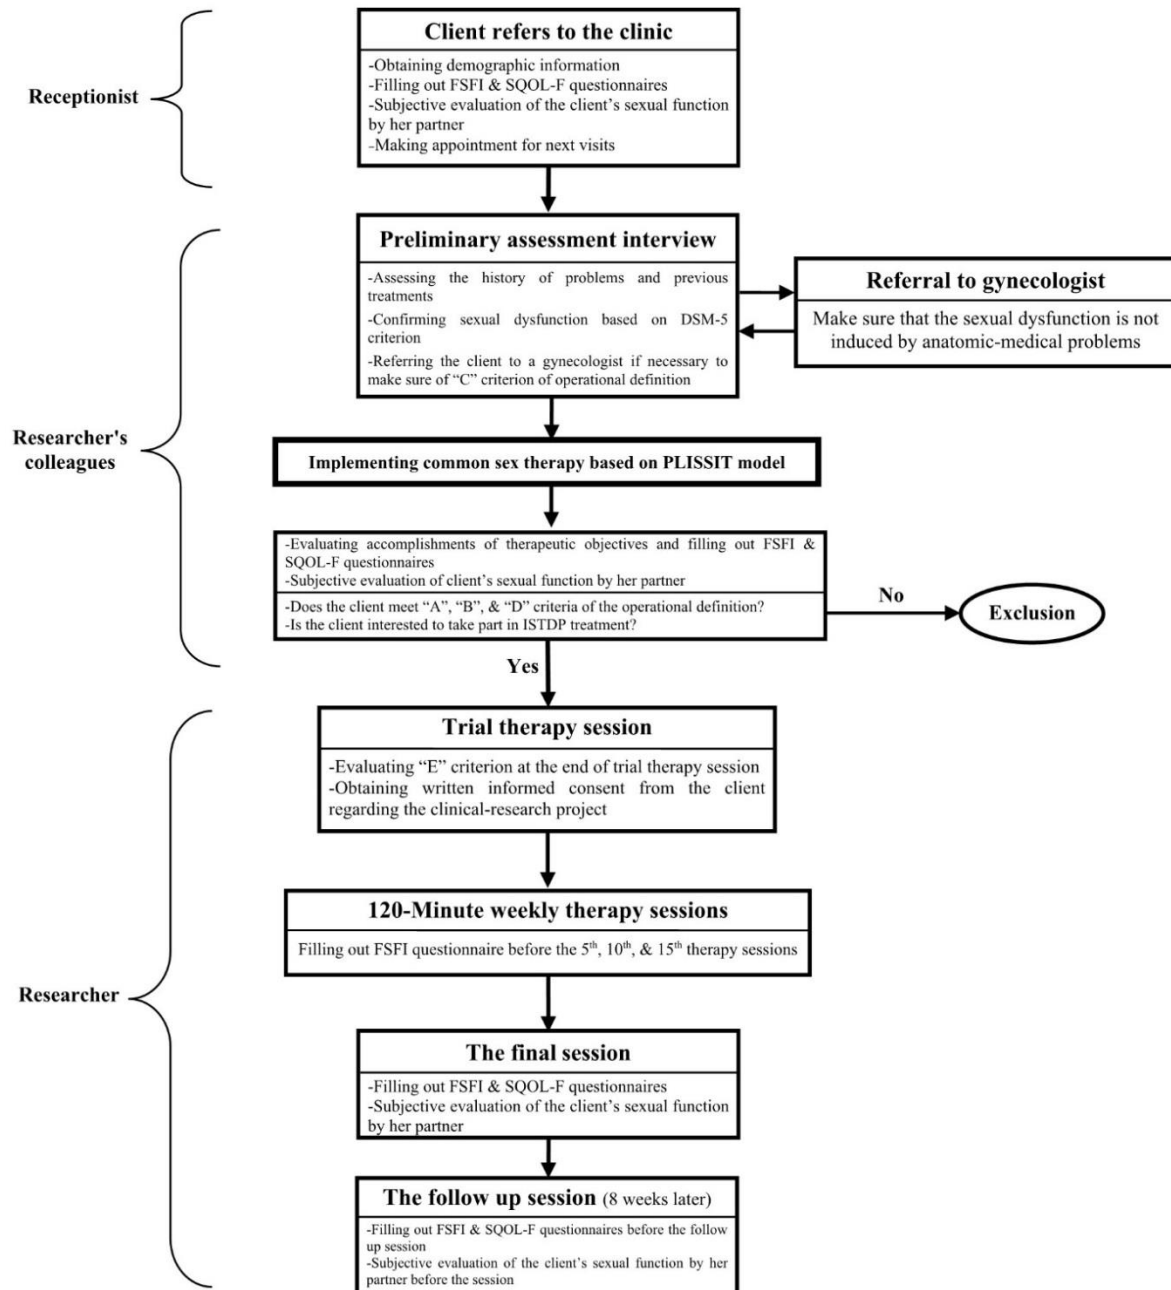 Client refers to the clinic
-Obtaining demographic information
-Filling out FSFI & SQOL-F questionnaires
-Subjective evaluation of the client's sexual function
by her partner
-Making appointment for next visits
Receptionist
Preliminary assessment interview
-Assessing the history of problems and previous
treatments
-Confirming sexual dysfunction based on DSM-5
criterion
-Referring the client to a gynecologist if necessary to
make sure of “C” criterion of operational definition
Referral to gynecologist
Make sure that the sexual dysfunction is not
induced by anatomic-medical problems
Researcher's
colleagues
Implementing common sex therapy based on PLISSIT model
-Evaluating accomplishments of therapeutic objectives and filling out FSFI &
SQOL-F questionnaires
-Subjective evaluation of client's sexual function by her partner
-Does the client meet “A”, “B”, & “D” criteria of the operational definition?
-Is the client interested to take part in ISTDP treatment?
No
Exclusion
Yes
Trial therapy session
-Evaluating “E” criterion at the end of trial therapy session
-Obtaining written informed consent from the client
regarding the clinical-research project
120-Minute weekly therapy sessions
Filling out FSFI questionnaire before the 5th, 10th, & 15th therapy sessions
Researcher
The final session
-Filling out FSFI & SQOL-F questionnaires
-Subjective evaluation of the client's sexual function
by her partner
The follow up session (8 weeks later)
-Filling out FSFI & SQOL-F questionnaires before the follow
up session
-Subjective evaluation of the client's sexual function by her
partner before the session